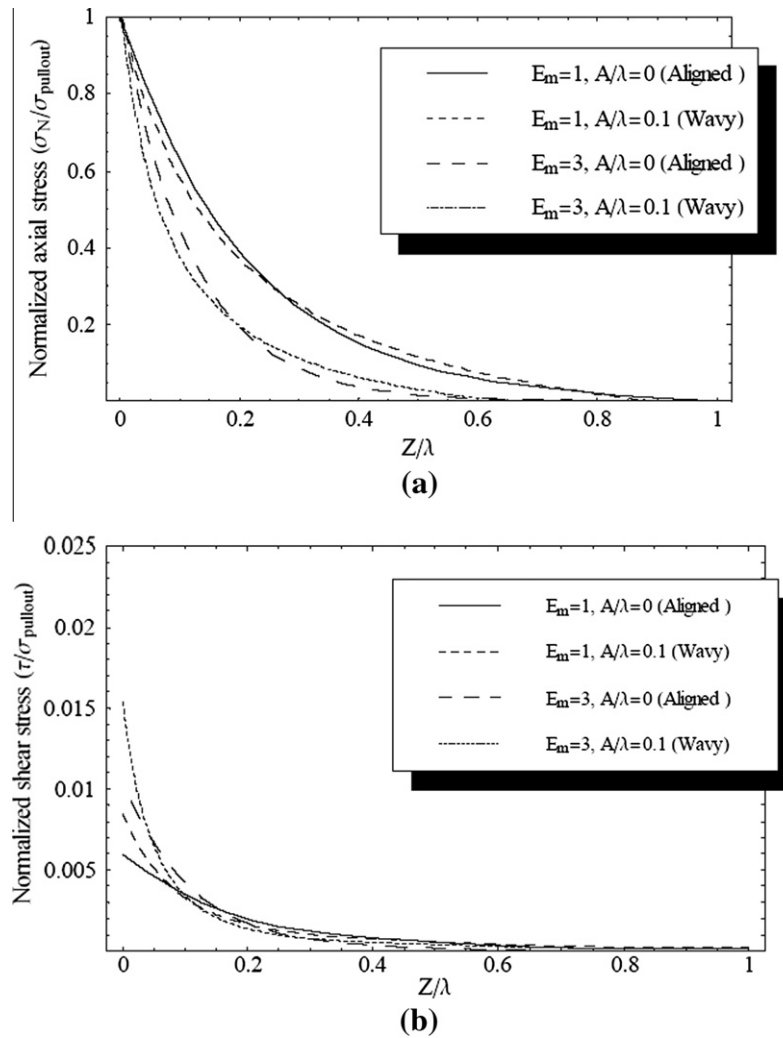 1
0.8
0.6
0.4
0.2
0
0.2
0.4
0.6
0.8
1
Normalized axial stress (σN/σpullout)
Z/λ
Em=1, A/λ=0 (Aligned )
Em=1, A/λ=0.1 (Wavy)
Em=3, A/λ=0 (Aligned)
Em=3, A/λ=0.1 (Wavy)
(a)
0.025
0.02
0.015
0.01
0.005
0
0.2
0.4
0.6
0.8
1
Normalized shear stress (τ/σpullout)
Z/λ
Em=1, A/λ=0 (Aligned )
Em=1, A/λ=0.1 (Wavy)
Em=3, A/λ=0 (Aligned)
Em=3, A/λ=0.1 (Wavy)
(b)